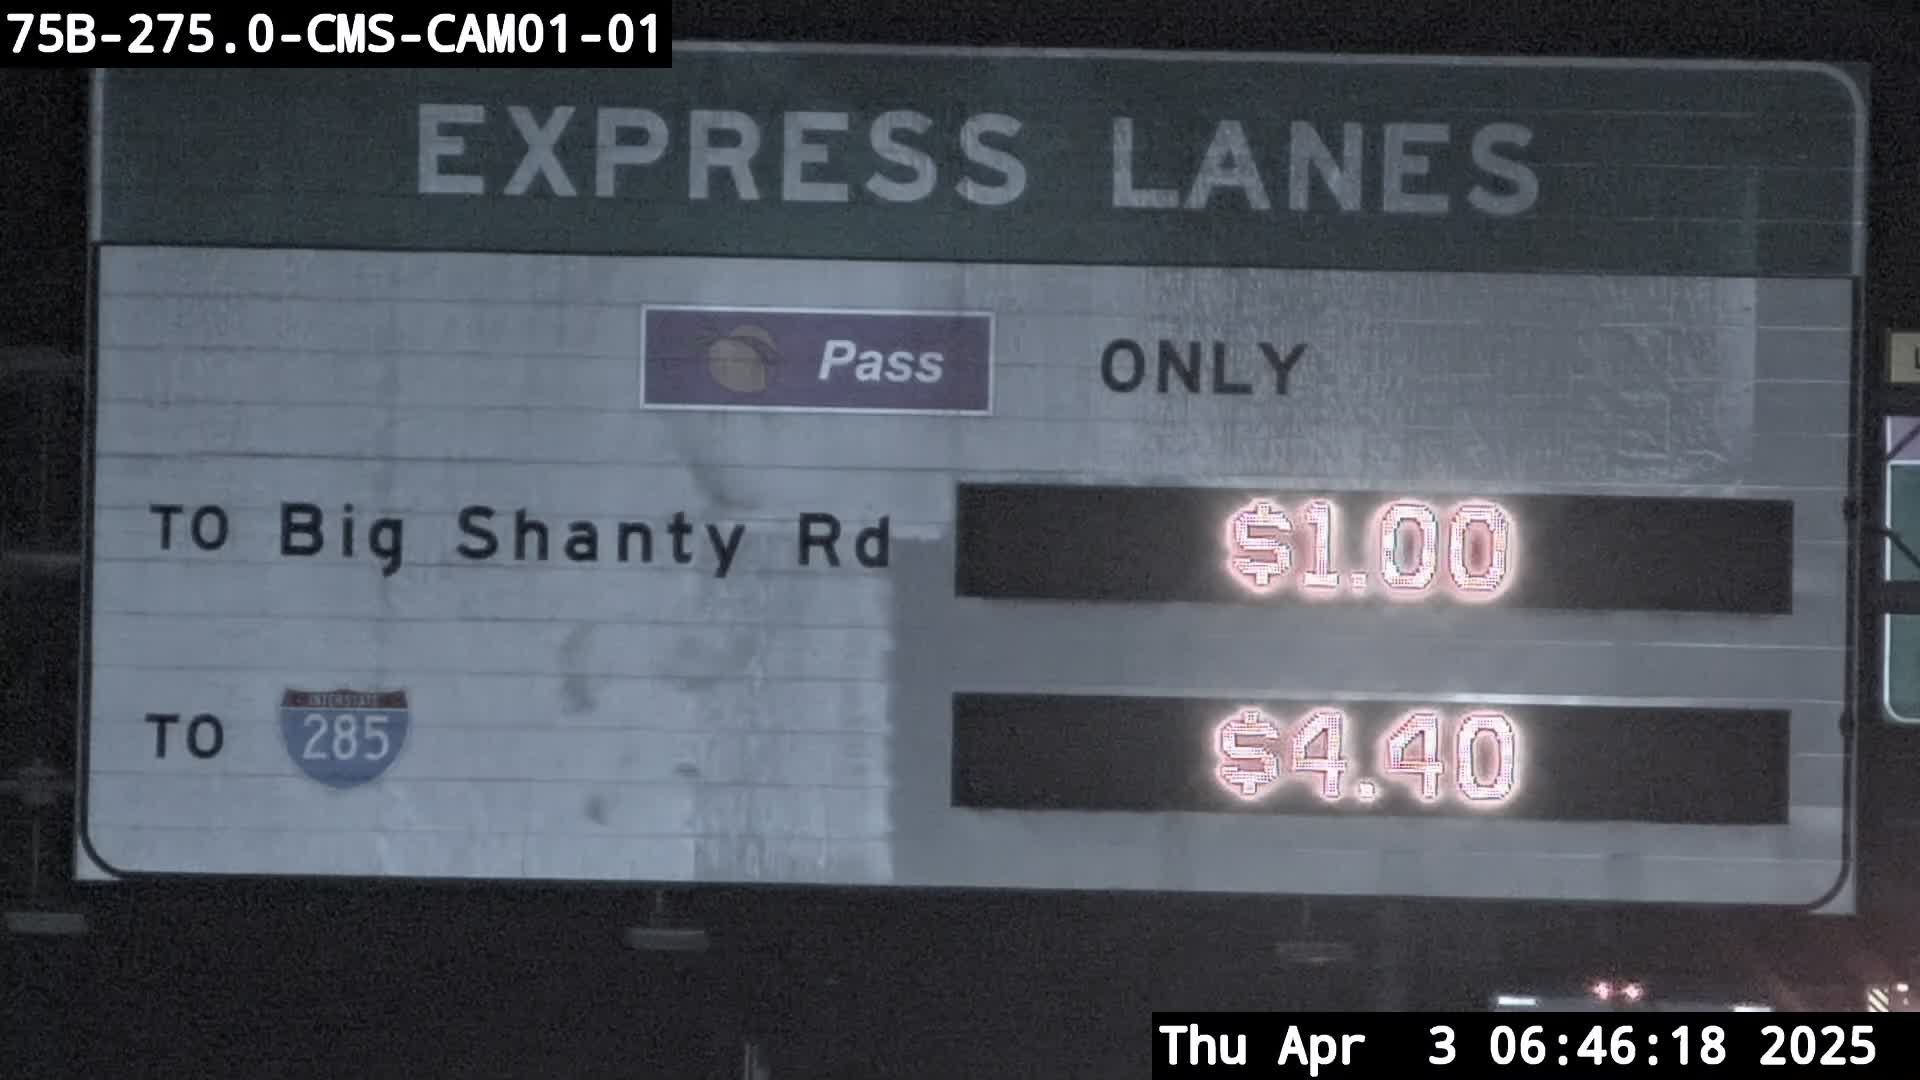 75B-275.0-CMS-CAM01-01
EXPRESS LANES
Pass ONLY
TO Big Shanty Rd $1.00
INTERSTATE
TO 285 $4.40
Thu Apr 3 06:46:18 2025